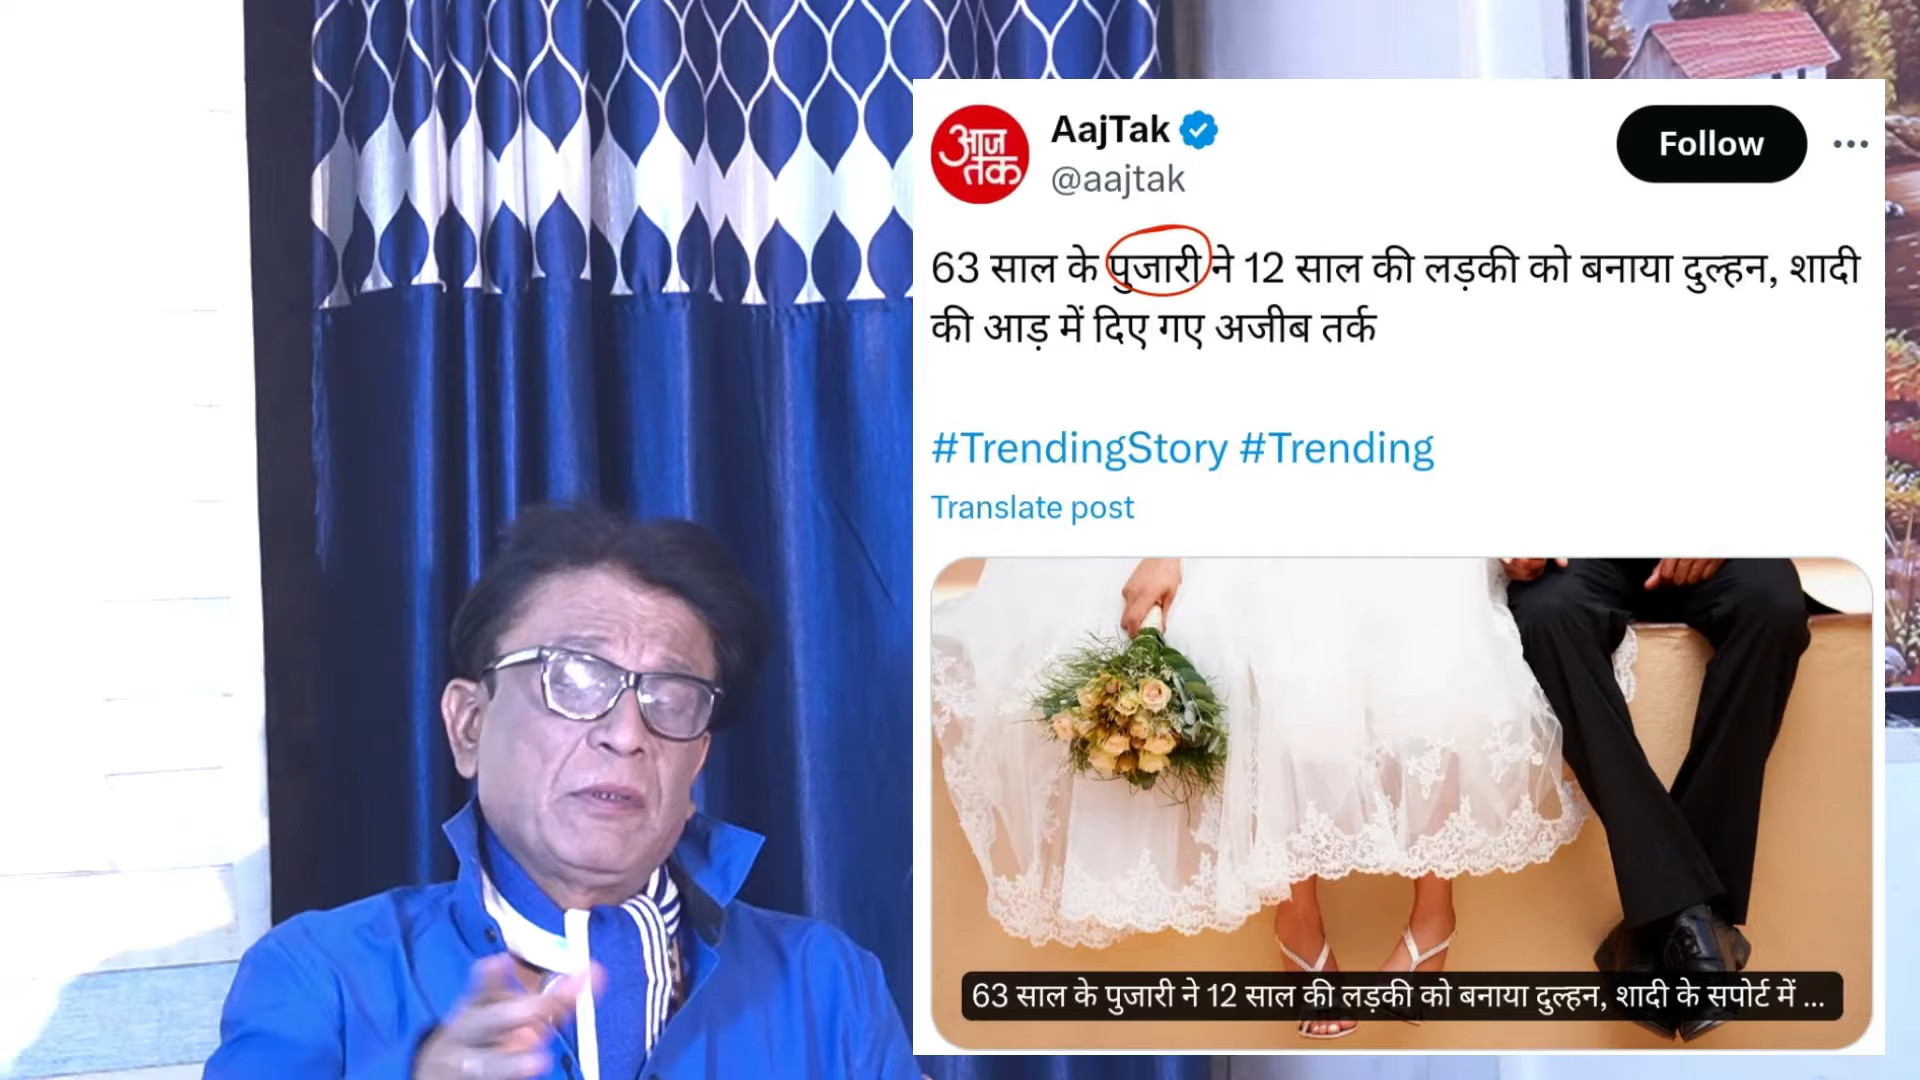 आज
तक
AajTak
@aajtak
Follow
63 साल के पुजारी ने 12 साल की लड़की को बनाया दुल्हन, शादी
की आड़ में दिए गए अजीब तर्क
#TrendingStory #Trending
Translate post
63 साल के पुजारी ने 12 साल की लड़की को बनाया दुल्हन, शादी के सपोर्ट में ...